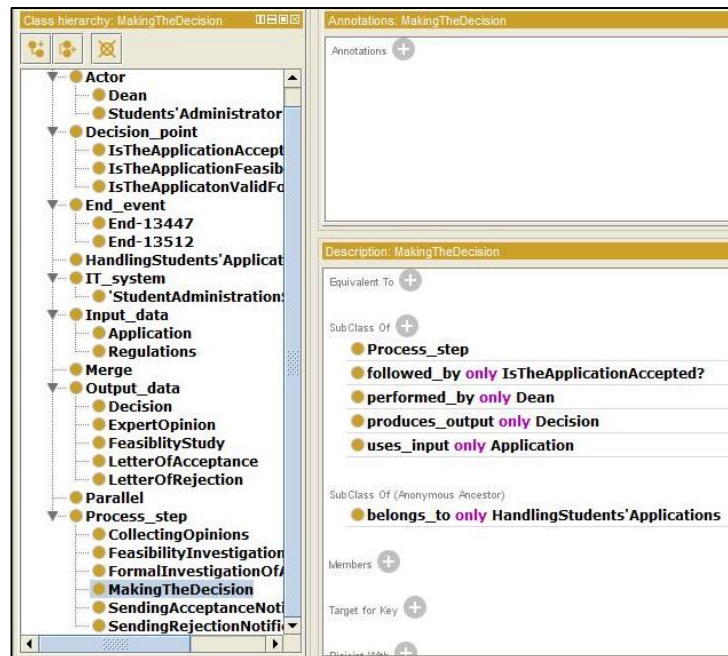 Class hierarchy: MakingTheDecision
Actor
Dean
Students'Administrator
Decision_point
IsTheApplicationAccept
IsTheApplicationFeasib
IsTheApplicatonValidFo
End_event
End-13447
End-13512
HandlingStudents'Applicat
IT_system
'StudentAdministrationS
Input_data
Application
Regulations
Merge
Output_data
Decision
ExpertOpinion
FeasiblityStudy
LetterOfAcceptance
LetterOfRejection
Parallel
Process_step
CollectingOpinions
FeasibilityInvestigation
FormalInvestigationOfA
MakingTheDecision
SendingAcceptanceNoti
SendingRejectionNotifi
Annotations: MakingTheDecision
Annotations
Description: MakingTheDecision
Equivalent To
SubClass Of
Process_step
followed_by only IsTheApplicationAccepted?
performed_by only Dean
produces_output only Decision
uses_input only Application
SubClass Of (Anonymous Ancestor)
belongs_to only HandlingStudents'Applications
Members
Target for Key
Disjoint With